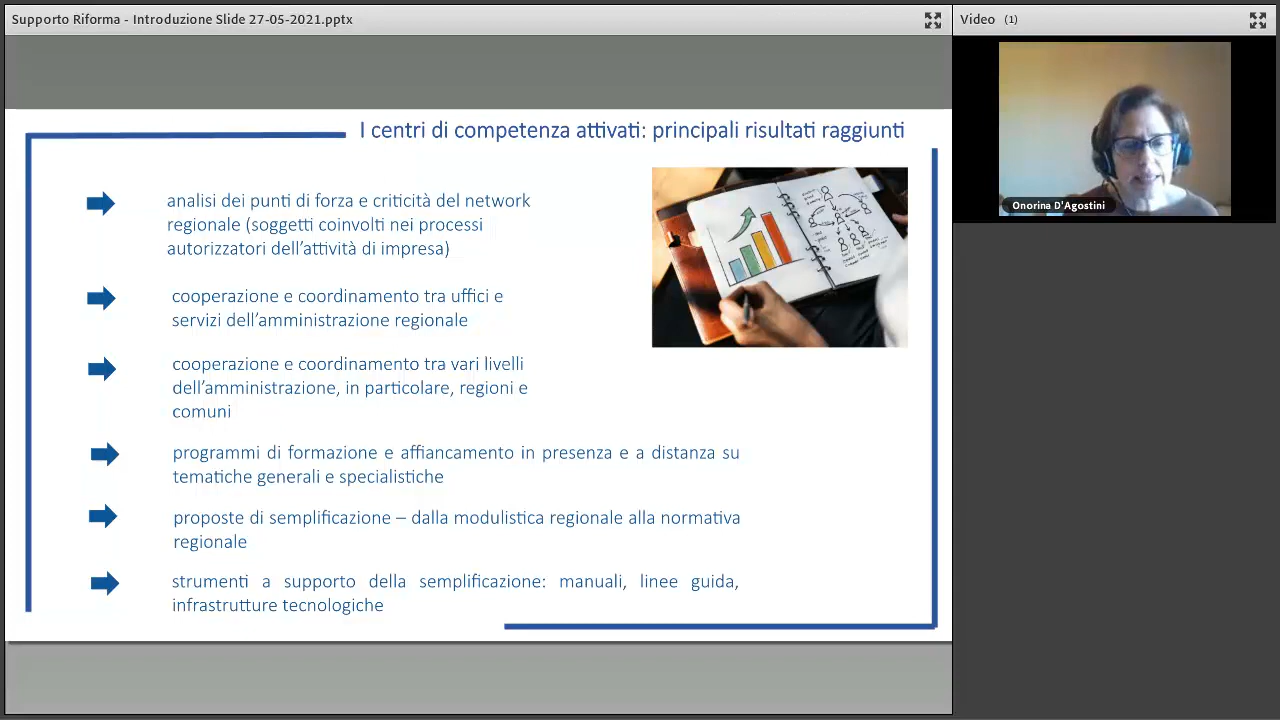 Supporto Riforma - Introduzione Slide 27-05-2021.pptx
Video (1)
Onorina D'Agostini
I centri di competenza attivati: principali risultati raggiunti
analisi dei punti di forza e criticità del network
regionale (soggetti coinvolti nei processi
autorizzatori dell’attività di impresa)
cooperazione e coordinamento tra uffici e
servizi dell’amministrazione regionale
cooperazione e coordinamento tra vari livelli
dell’amministrazione, in particolare, regioni e
comuni
programmi di formazione e affiancamento in presenza e a distanza su
tematiche generali e specialistiche
proposte di semplificazione – dalla modulistica regionale alla normativa
regionale
strumenti a supporto della semplificazione: manuali, linee guida,
infrastrutture tecnologiche